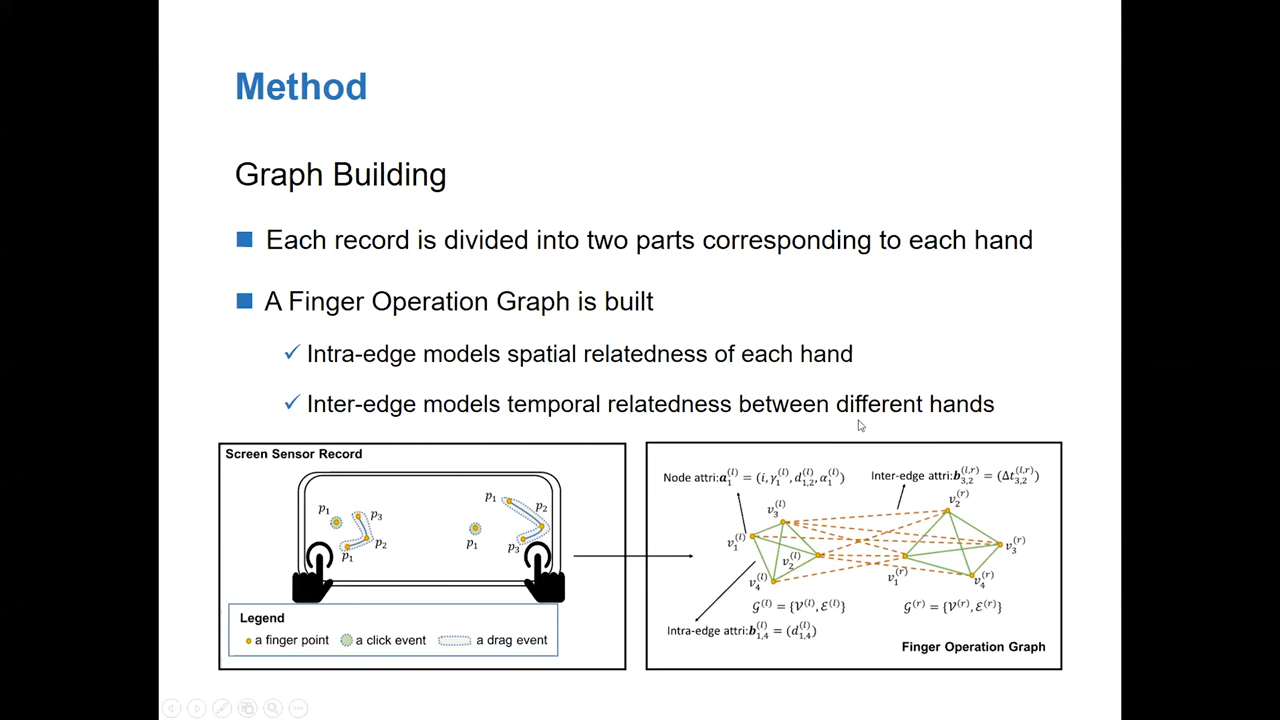 Method
Graph Building
Each record is divided into two parts corresponding to each hand
A Finger Operation Graph is built
✓ Intra-edge models spatial relatedness of each hand
✓ Inter-edge models temporal relatedness between different hands
Screen Sensor Record
p₁
p₃
p₂
p₁
p₁
p₁
p₂
p₃
Legend
a finger point
a click event
a drag event
Node attri:𝒂₁^(l) = (i, γ₁^(l), d₁,₂^(l), α₁^(l))
Inter-edge attri:𝒃₃,₂^(l,r) = (Δt₃,₂^(l,r))
v₃^(l)
v₁^(l)
v₂^(l)
v₄^(l)
v₂^(r)
v₃^(r)
v₁^(r)
v₄^(r)
𝒢^(l) = {𝒱^(l), ℰ^(l)}
𝒢^(r) = {𝒱^(r), ℰ^(r)}
Intra-edge attri:𝒃₁,₄^(l) = (d₁,₄^(l))
Finger Operation Graph